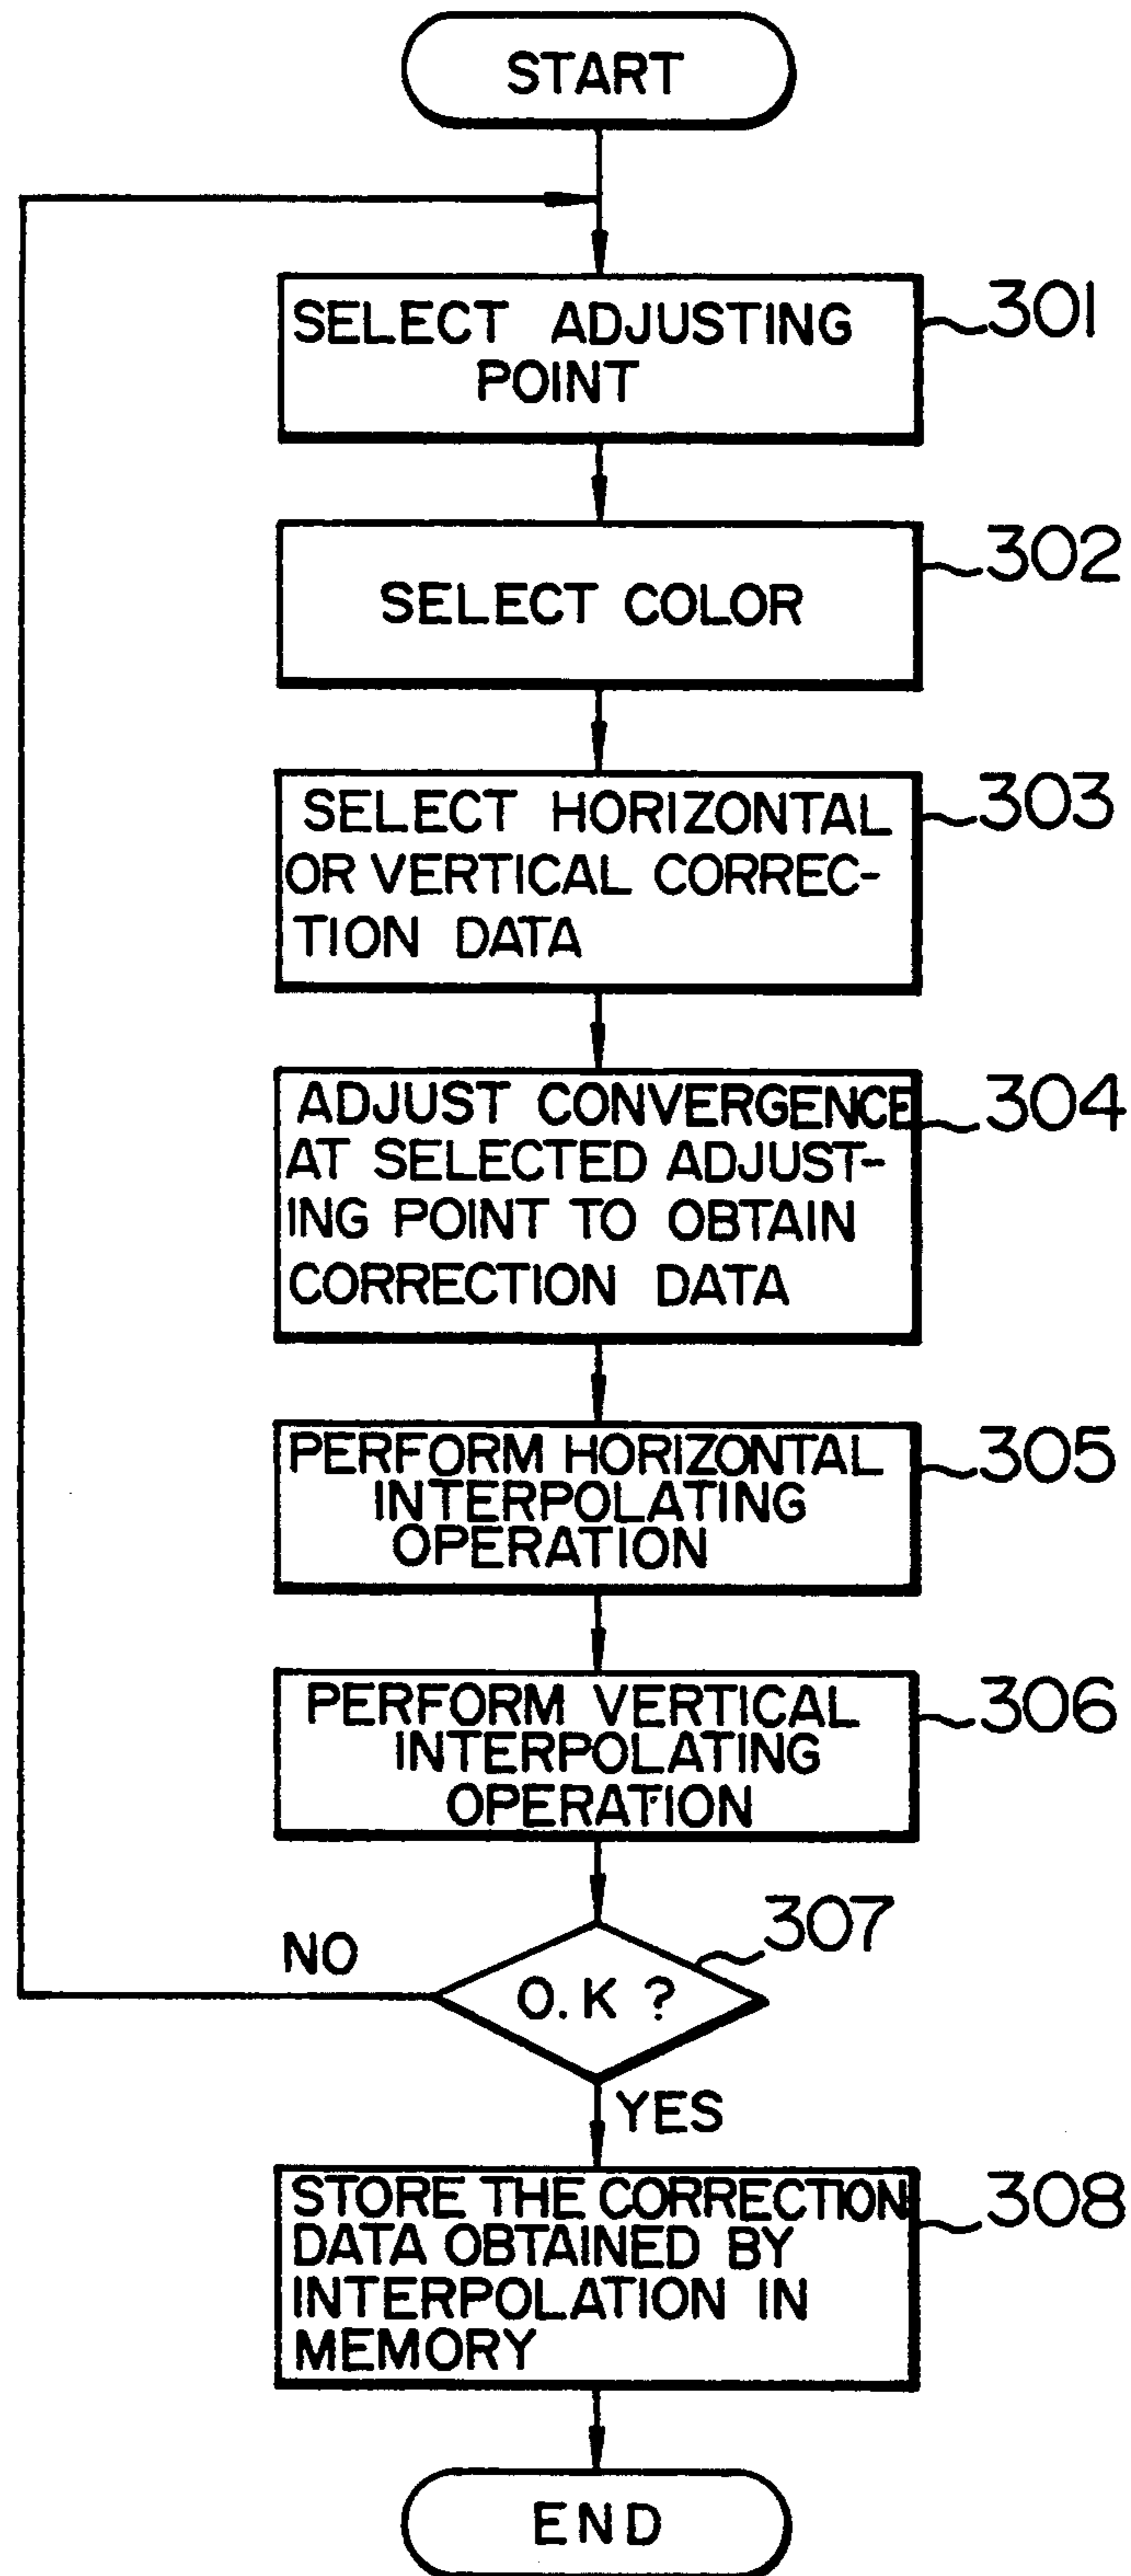 START
SELECT ADJUSTING
POINT
301
SELECT COLOR
302
SELECT HORIZONTAL
OR VERTICAL CORREC-
TION DATA
303
ADJUST CONVERGENCE
AT SELECTED ADJUST-
ING POINT TO OBTAIN
CORRECTION DATA
304
PERFORM HORIZONTAL
INTERPOLATING
OPERATION
305
PERFORM VERTICAL
INTERPOLATING
OPERATION
306
307
NO
O.K ?
YES
STORE THE CORRECTION
DATA OBTAINED BY
INTERPOLATION IN
MEMORY
308
END